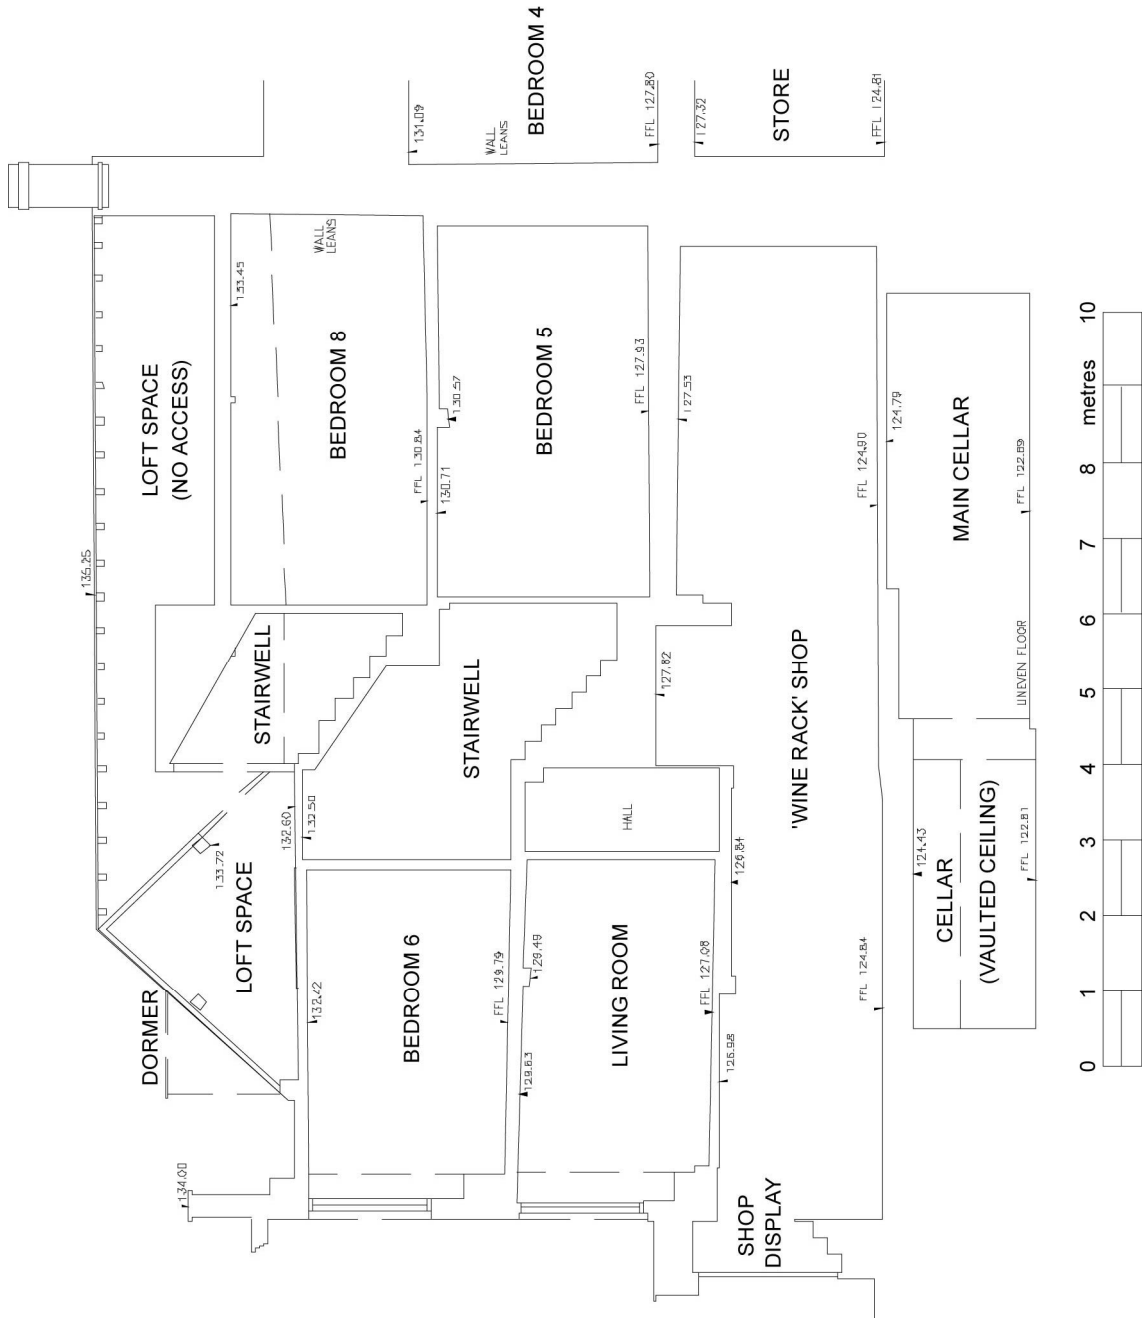 135.25
DORMER
LOFT SPACE
(NO ACCESS)
134.00
LOFT SPACE
133.72
STAIRWELL
133.45
132.60
132.50
132.42
WALL
LEANS
BEDROOM 8
BEDROOM 6
FFL 130.84
131.09
130.71
130.57
STAIRWELL
WALL
LEANS
BEDROOM 4
FFL 129.79
129.63
129.49
BEDROOM 5
LIVING ROOM
HALL
FFL 127.93
FFL 127.80
127.82
127.53
127.32
FFL 127.08
126.98
126.84
SHOP
DISPLAY
'WINE RACK' SHOP
STORE
FFL 124.84
FFL 124.90
FFL 124.81
124.79
124.43
CELLAR
(VAULTED CEILING)
MAIN CELLAR
UNEVEN FLOOR
FFL 122.81
FFL 122.89
0 1 2 3 4 5 6 7 8 metres 10